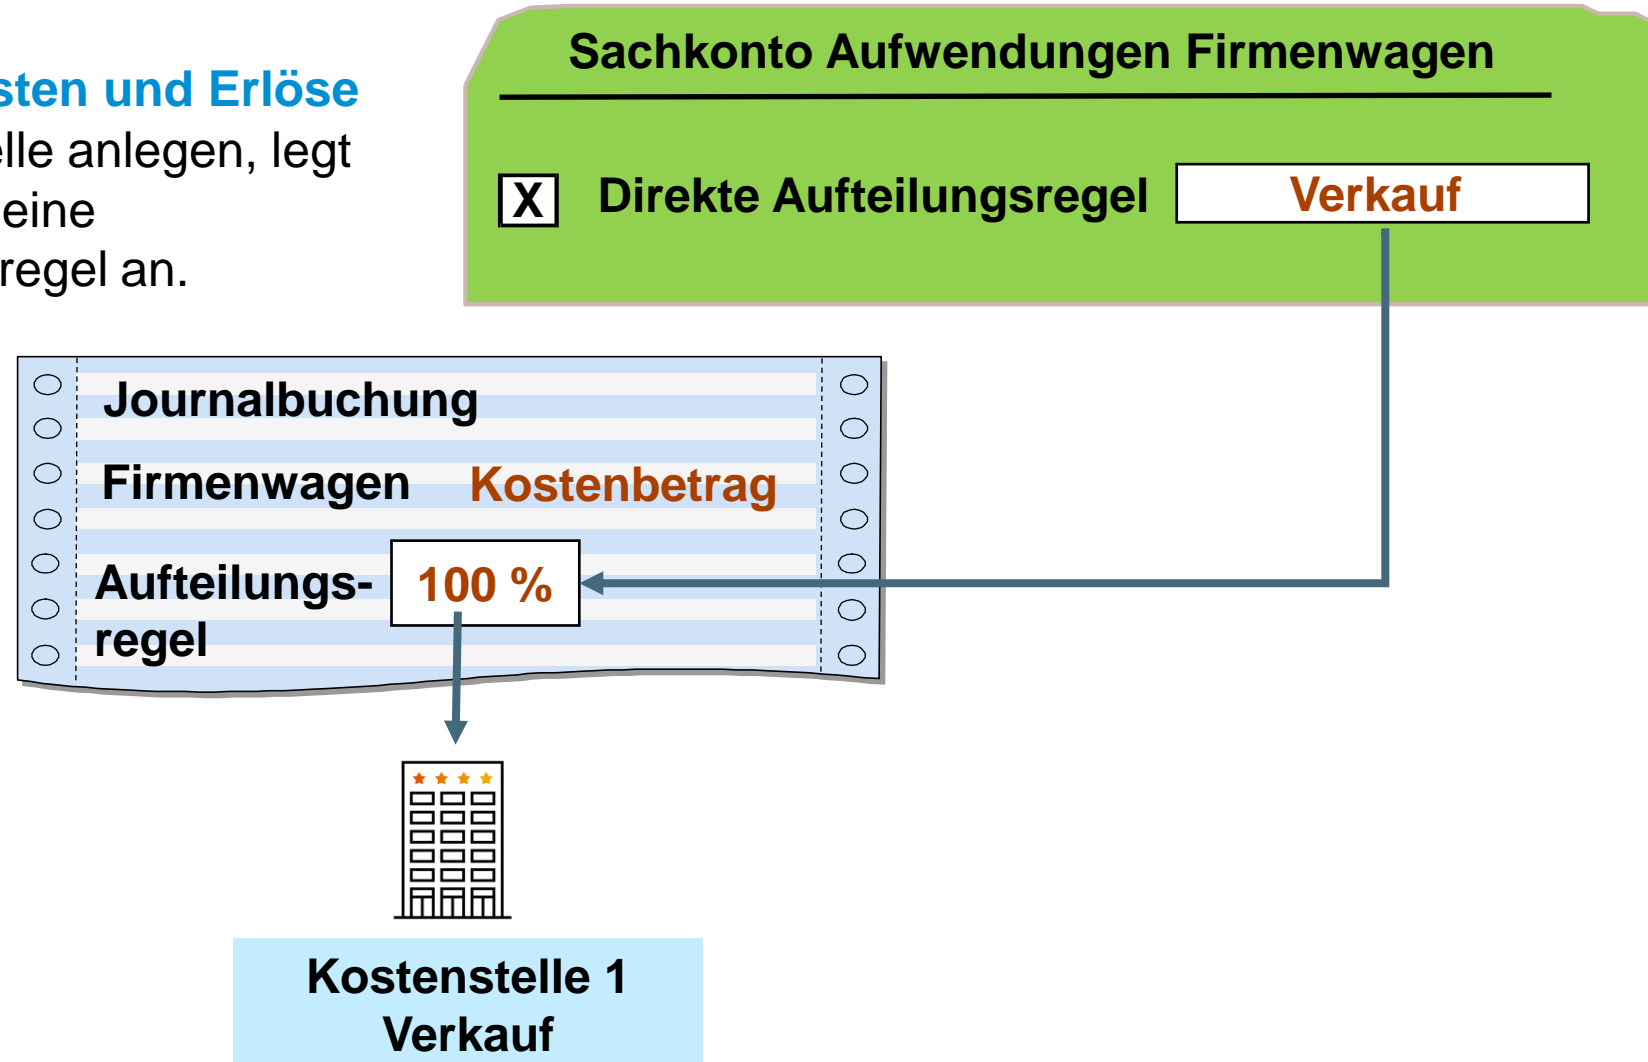 sten und Erlöse
elle anlegen, legt
eine
regel an.
Sachkonto Aufwendungen Firmenwagen
X Direkte Aufteilungsregel Verkauf
Journalbuchung
Firmenwagen Kostenbetrag
Aufteilungs- 100 %
regel
Kostenstelle 1
Verkauf